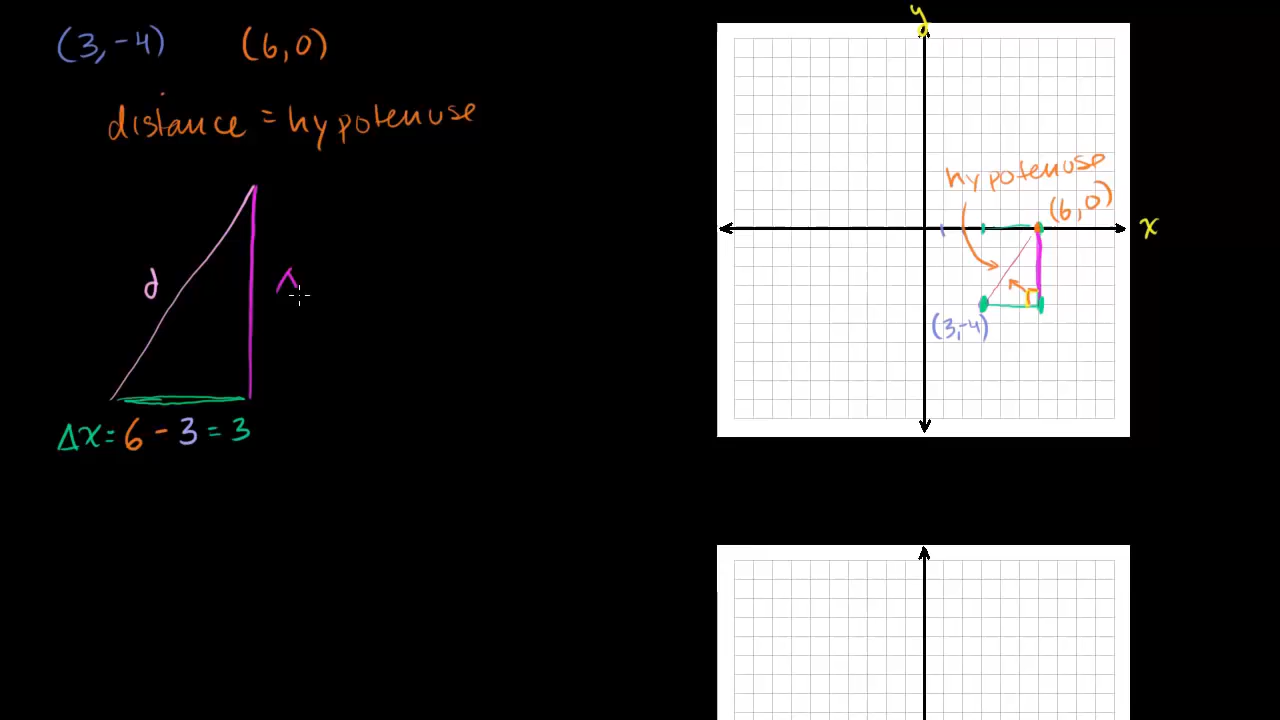 (3,-4) (6,0)
distance = hypotenuse
d
Δx = 6 - 3 = 3
y
hypotenuse
(6,0)
x
(3,-4)